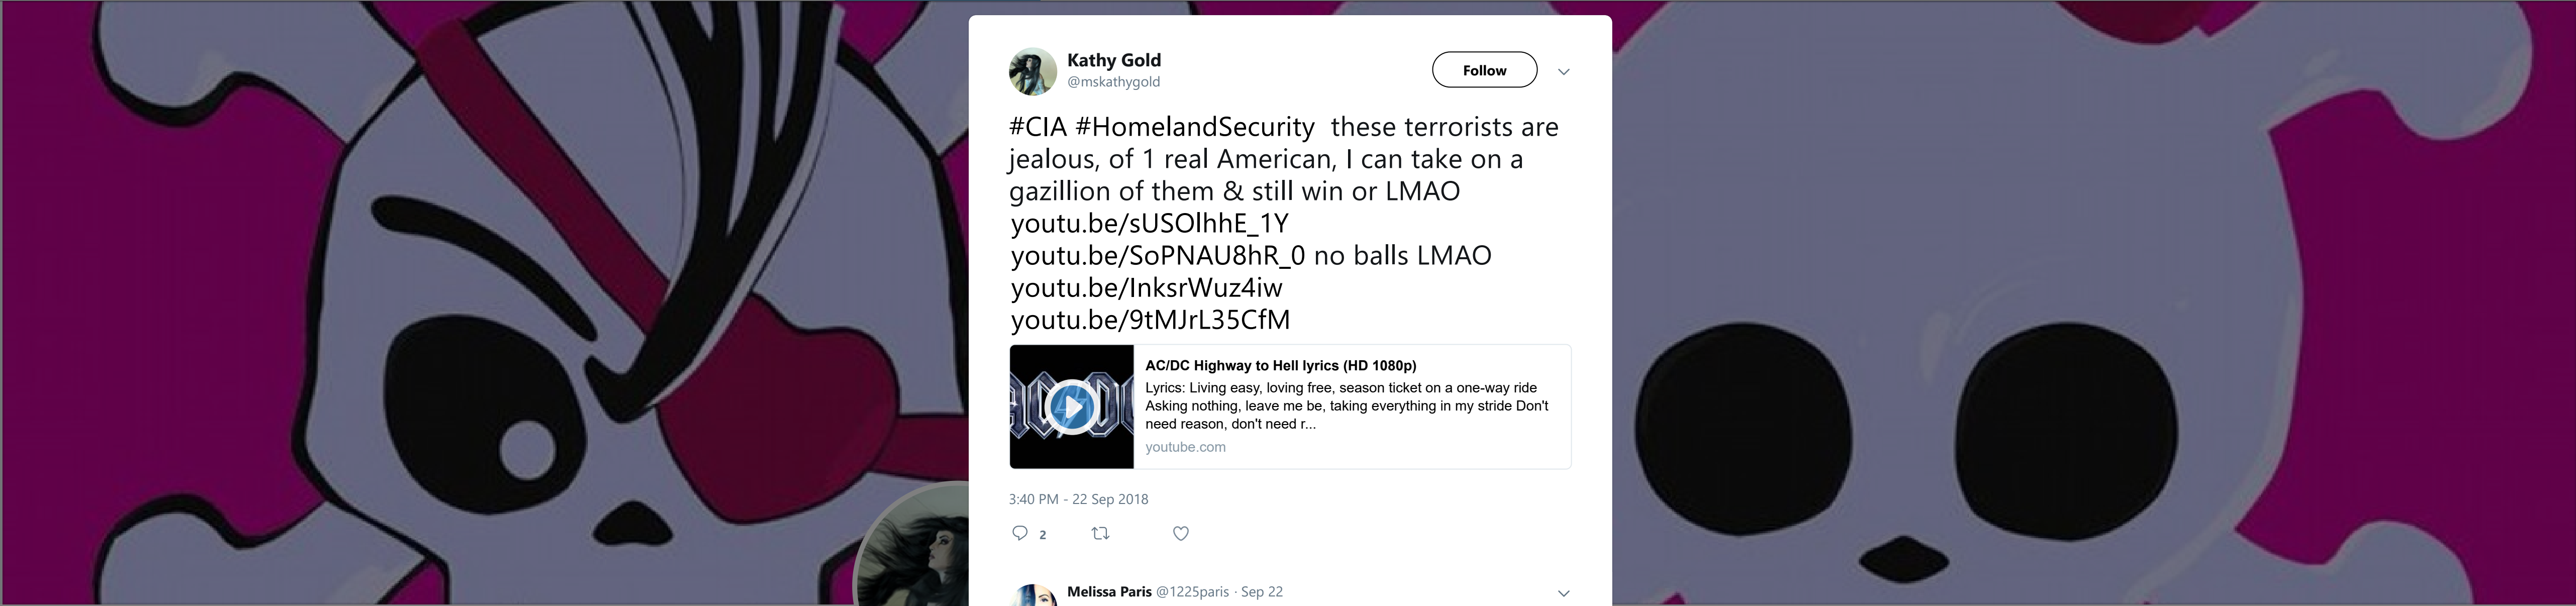 Kathy Gold
@mskathygold
Follow
#CIA #HomelandSecurity these terrorists are
jealous, of 1 real American, I can take on a
gazillion of them & still win or LMAO
youtu.be/sUSOlhhE_1Y
youtu.be/SoPNAU8hR_0 no balls LMAO
youtu.be/InksrWuz4iw
youtu.be/9tMJrL35CfM
AC/DC
AC/DC Highway to Hell lyrics (HD 1080p)
Lyrics: Living easy, loving free, season ticket on a one-way ride
Asking nothing, leave me be, taking everything in my stride Don't
need reason, don't need r...
youtube.com
3:40 PM - 22 Sep 2018
2
Melissa Paris @1225paris · Sep 22